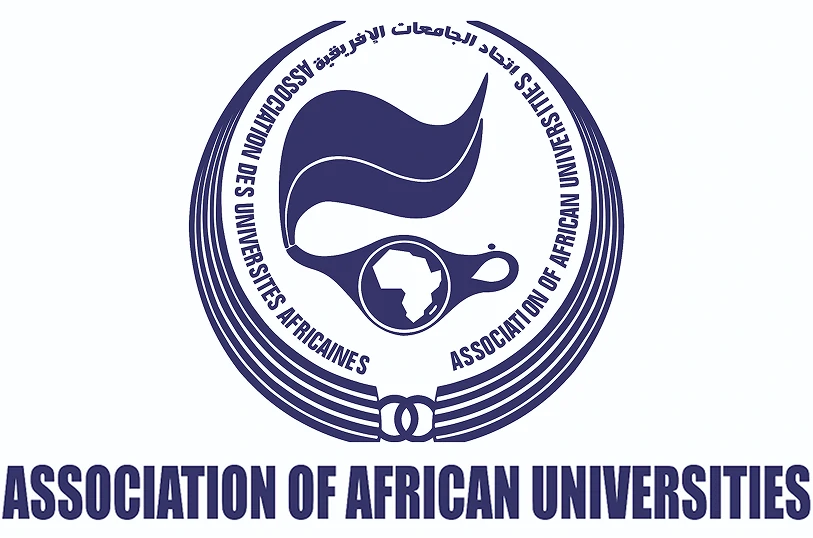 اتحاد الجامعات الإفريقية
ASSOCIATION DES UNIVERSITES AFRICAINES
ASSOCIATION OF AFRICAN UNIVERSITIES
ASSOCIATION OF AFRICAN UNIVERSITIES